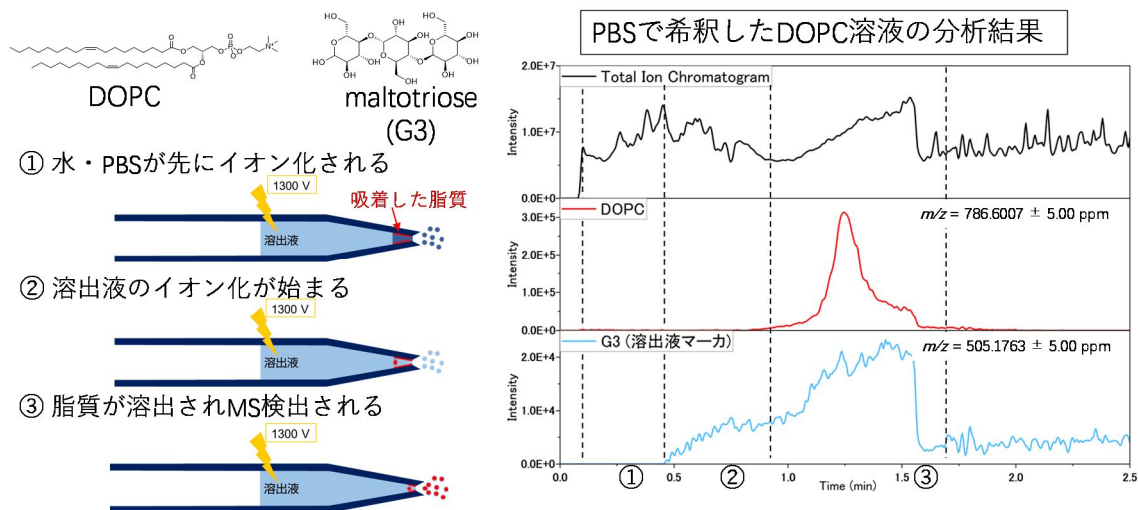 DOPC
maltotriose
(G3)
① 水・PBSが先にイオン化される
1300 V
吸着した脂質
溶出液
② 溶出液のイオン化が始まる
1300 V
溶出液
③ 脂質が溶出されMS検出される
1300 V
溶出液
PBSで希釈したDOPC溶液の分析結果
Total Ion Chromatogram
Intensity
2.0E+7
1.0E+7
0.0E+0
DOPC
m/z = 786.6007 ± 5.00 ppm
Intensity
3.0E+5
2.0E+5
1.0E+5
0.0E+0
G3 (溶出液マーカ)
m/z = 505.1763 ± 5.00 ppm
Intensity
2.0E+4
1.0E+4
0.0E+0
0.0 0.5 1.0 1.5 2.0 2.5
① ② ③
Time (min)